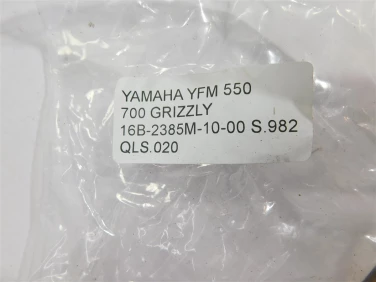 YAMAHA YFM 550
700 GRIZZLY
16B-2385M-10-00 S.982
QLS.020